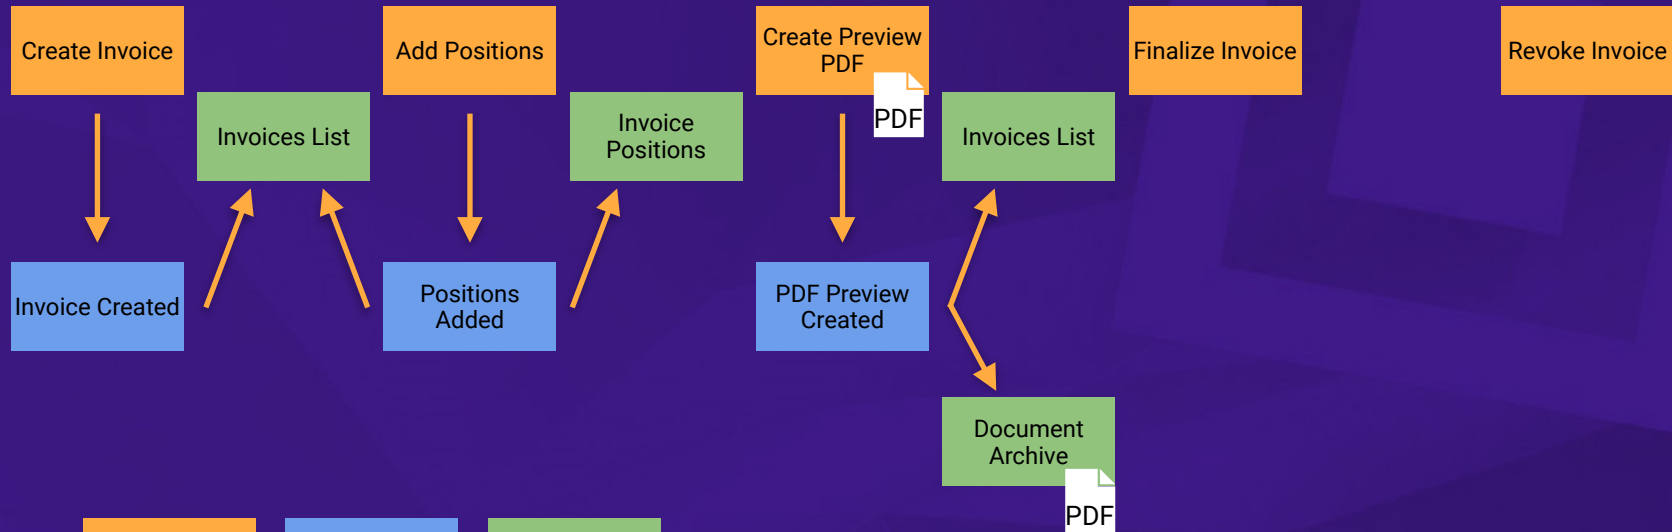 Create Invoice
Add Positions
Create Preview
PDF
PDF
Finalize Invoice
Revoke Invoice
Invoices List
Invoice
Positions
Invoices List
Invoice Created
Positions
Added
PDF Preview
Created
Document
Archive
PDF